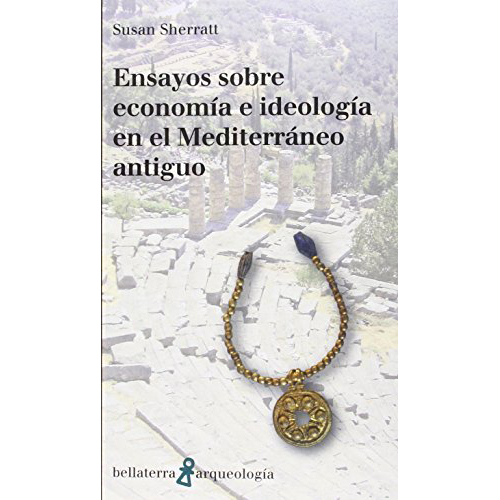 Susan Sherratt
Ensayos sobre
economía e ideología
en el Mediterráneo
antiguo
bellaterra arqueología